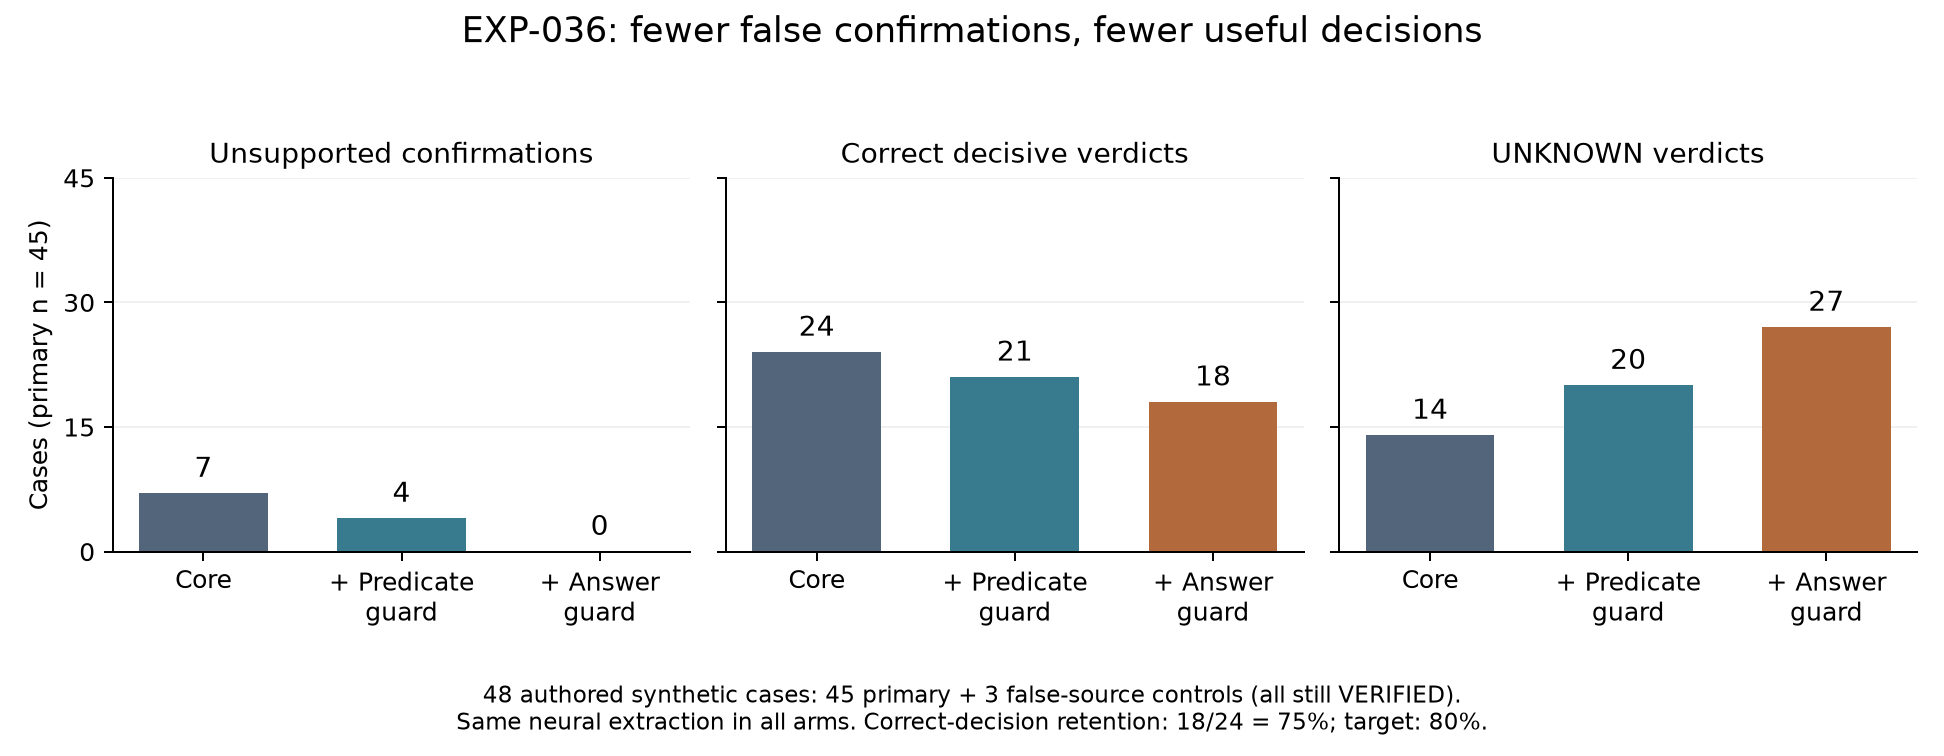 EXP-036: fewer false confirmations, fewer useful decisions
Unsupported confirmations
Cases (primary n = 45)
45
30
15
0
7
4
0
Core
+ Predicate
guard
+ Answer
guard
Correct decisive verdicts
24
21
18
Core
+ Predicate
guard
+ Answer
guard
UNKNOWN verdicts
14
20
27
Core
+ Predicate
guard
+ Answer
guard
48 authored synthetic cases: 45 primary + 3 false-source controls (all still VERIFIED).
Same neural extraction in all arms. Correct-decision retention: 18/24 = 75%; target: 80%.